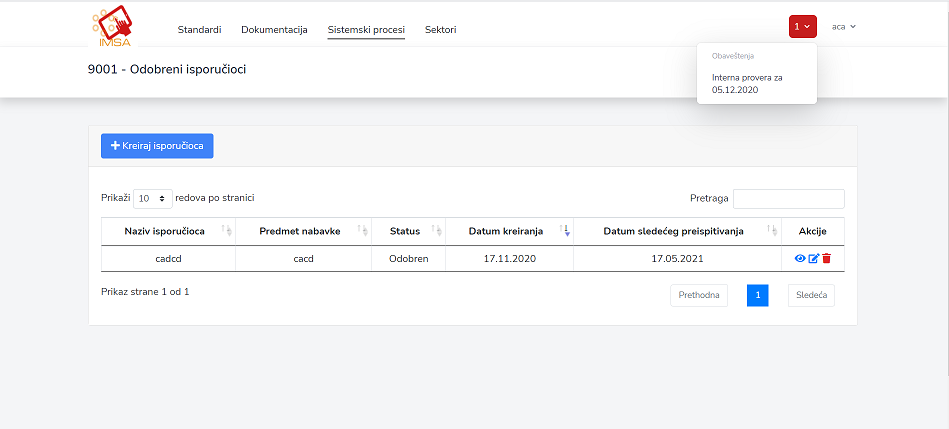 IMSA
Standardi Dokumentacija Sistemski procesi Sektori
1 aca
Obaveštenja
Interna provera za
05.12.2020
9001 - Odobreni isporučioci
Kreiraj isporučioca
Prikaži 10 redova po stranici
Pretraga
Naziv isporučioca Predmet nabavke Status Datum kreiranja Datum sledećeg preispitivanja Akcije
cadcd cacd Odobren 17.11.2020 17.05.2021
Prikaz strane 1 od 1
Prethodna 1 Sledeća